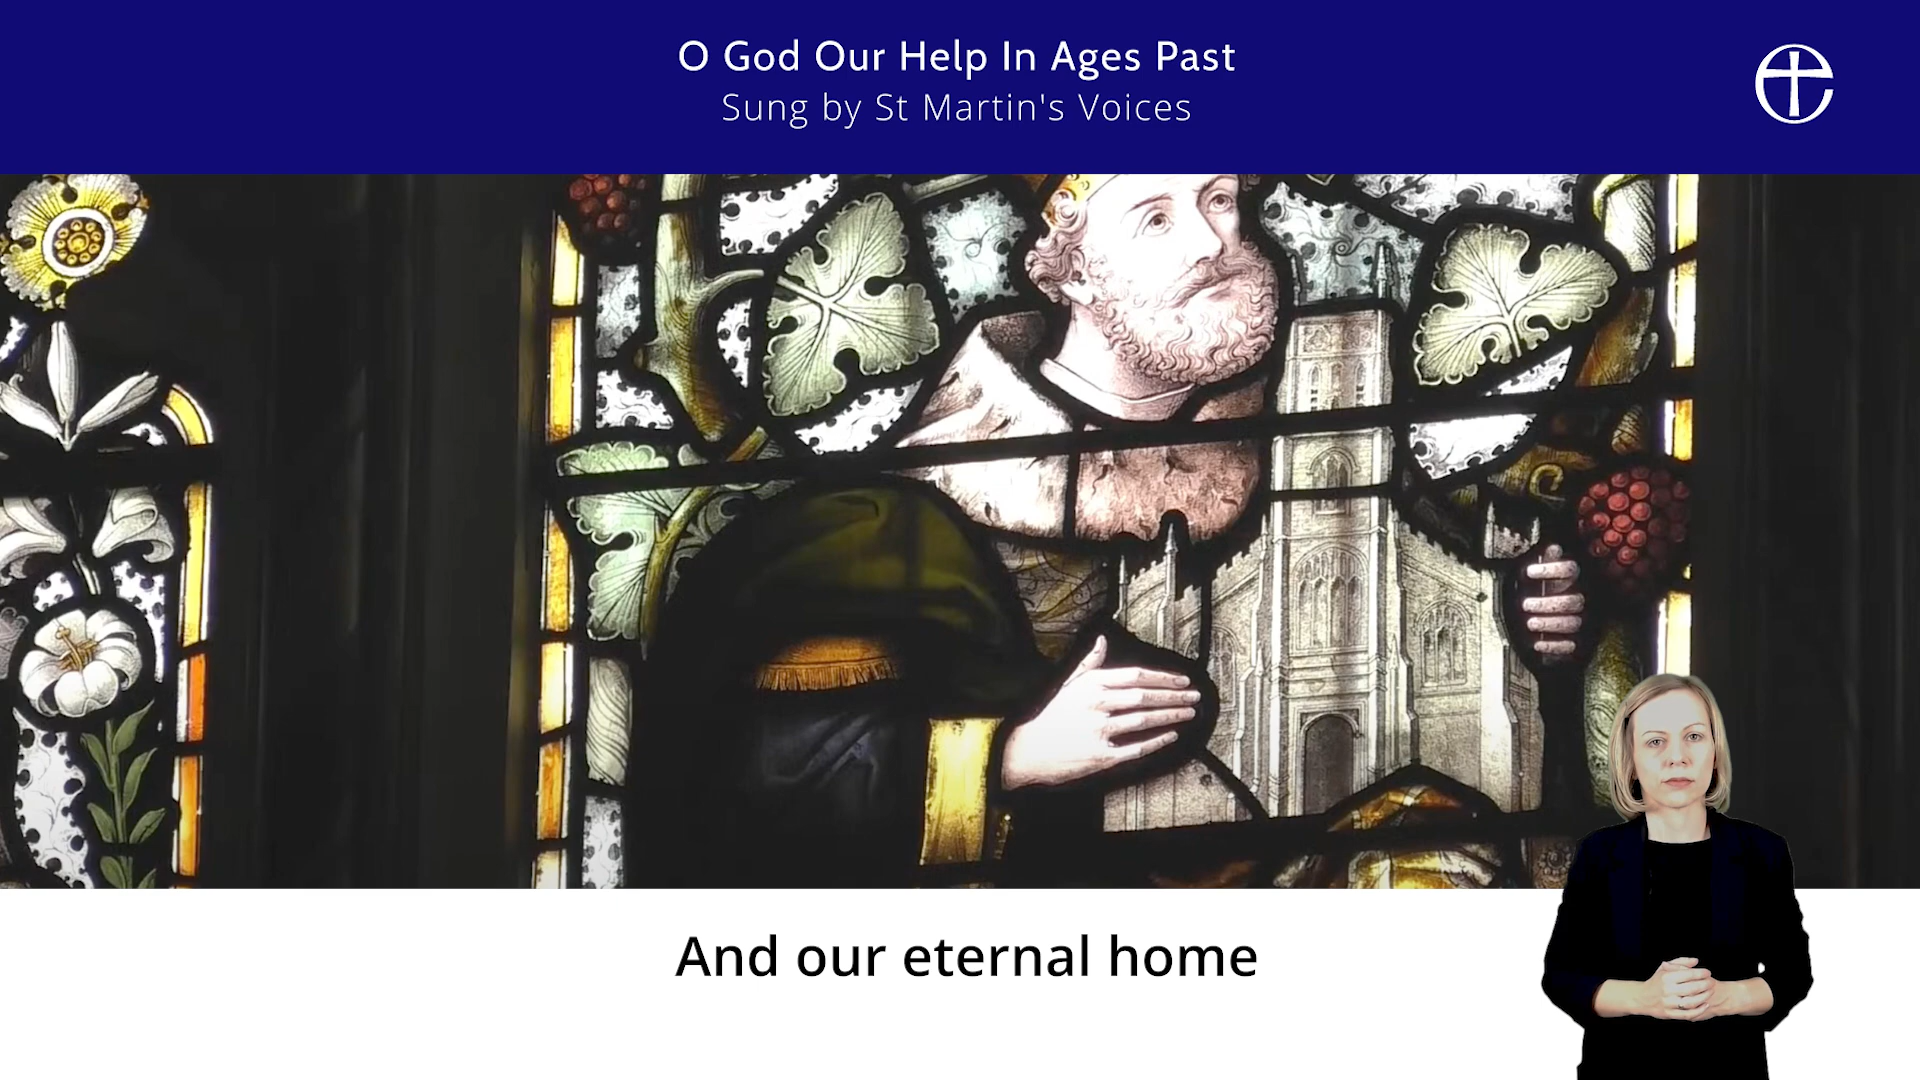 O God Our Help In Ages Past
Sung by St Martin's Voices
And our eternal home